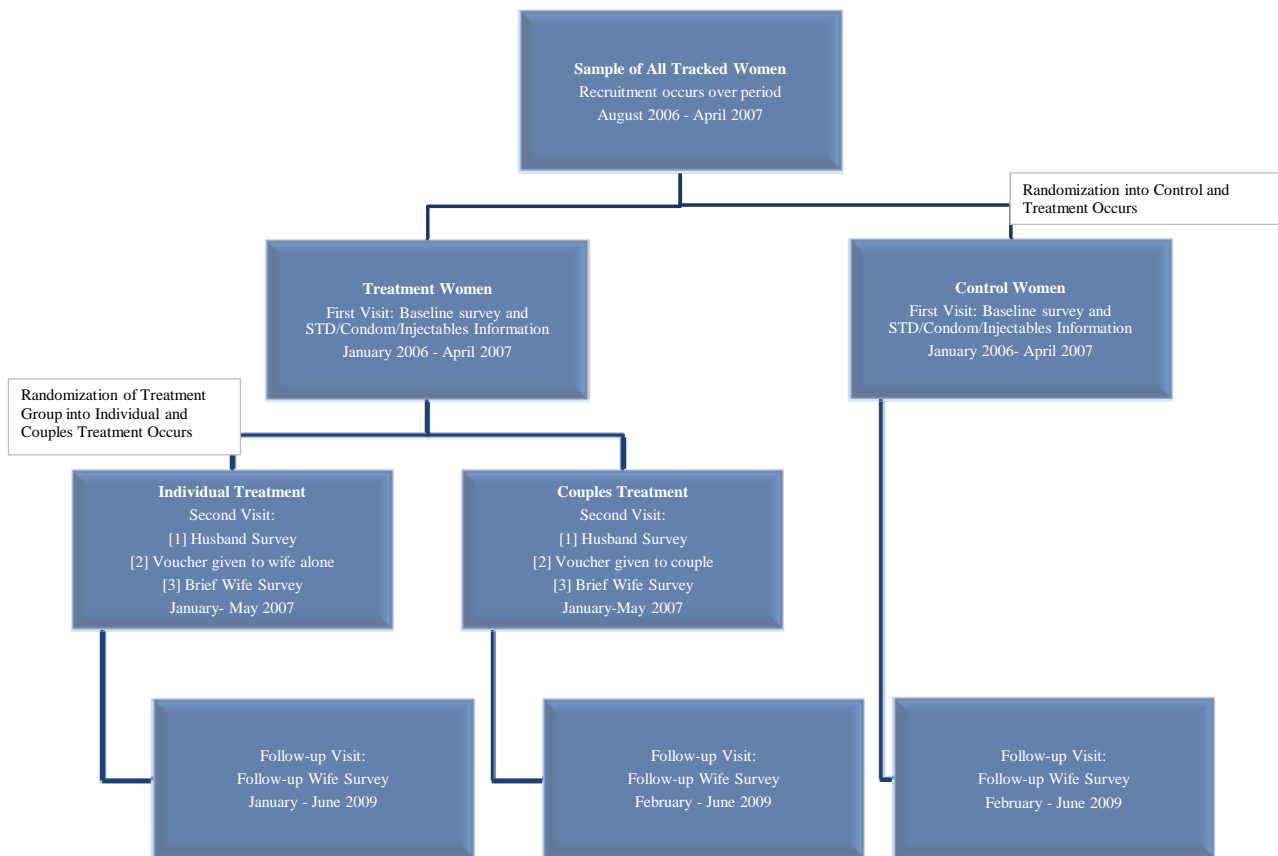 Sample of All Tracked Women
Recruitment occurs over period
August 2006 - April 2007
Randomization into Control and
Treatment Occurs
Treatment Women
First Visit: Baseline survey and
STD/Condom/Injectables Information
January 2006 - April 2007
Control Women
First Visit: Baseline survey and
STD/Condom/Injectables Information
January 2006- April 2007
Randomization of Treatment
Group into Individual and
Couples Treatment Occurs
Individual Treatment
Second Visit:
[1] Husband Survey
[2] Voucher given to wife alone
[3] Brief Wife Survey
January- May 2007
Couples Treatment
Second Visit:
[1] Husband Survey
[2] Voucher given to couple
[3] Brief Wife Survey
January-May 2007
Follow-up Visit:
Follow-up Wife Survey
January - June 2009
Follow-up Visit:
Follow-up Wife Survey
February - June 2009
Follow-up Visit:
Follow-up Wife Survey
February - June 2009